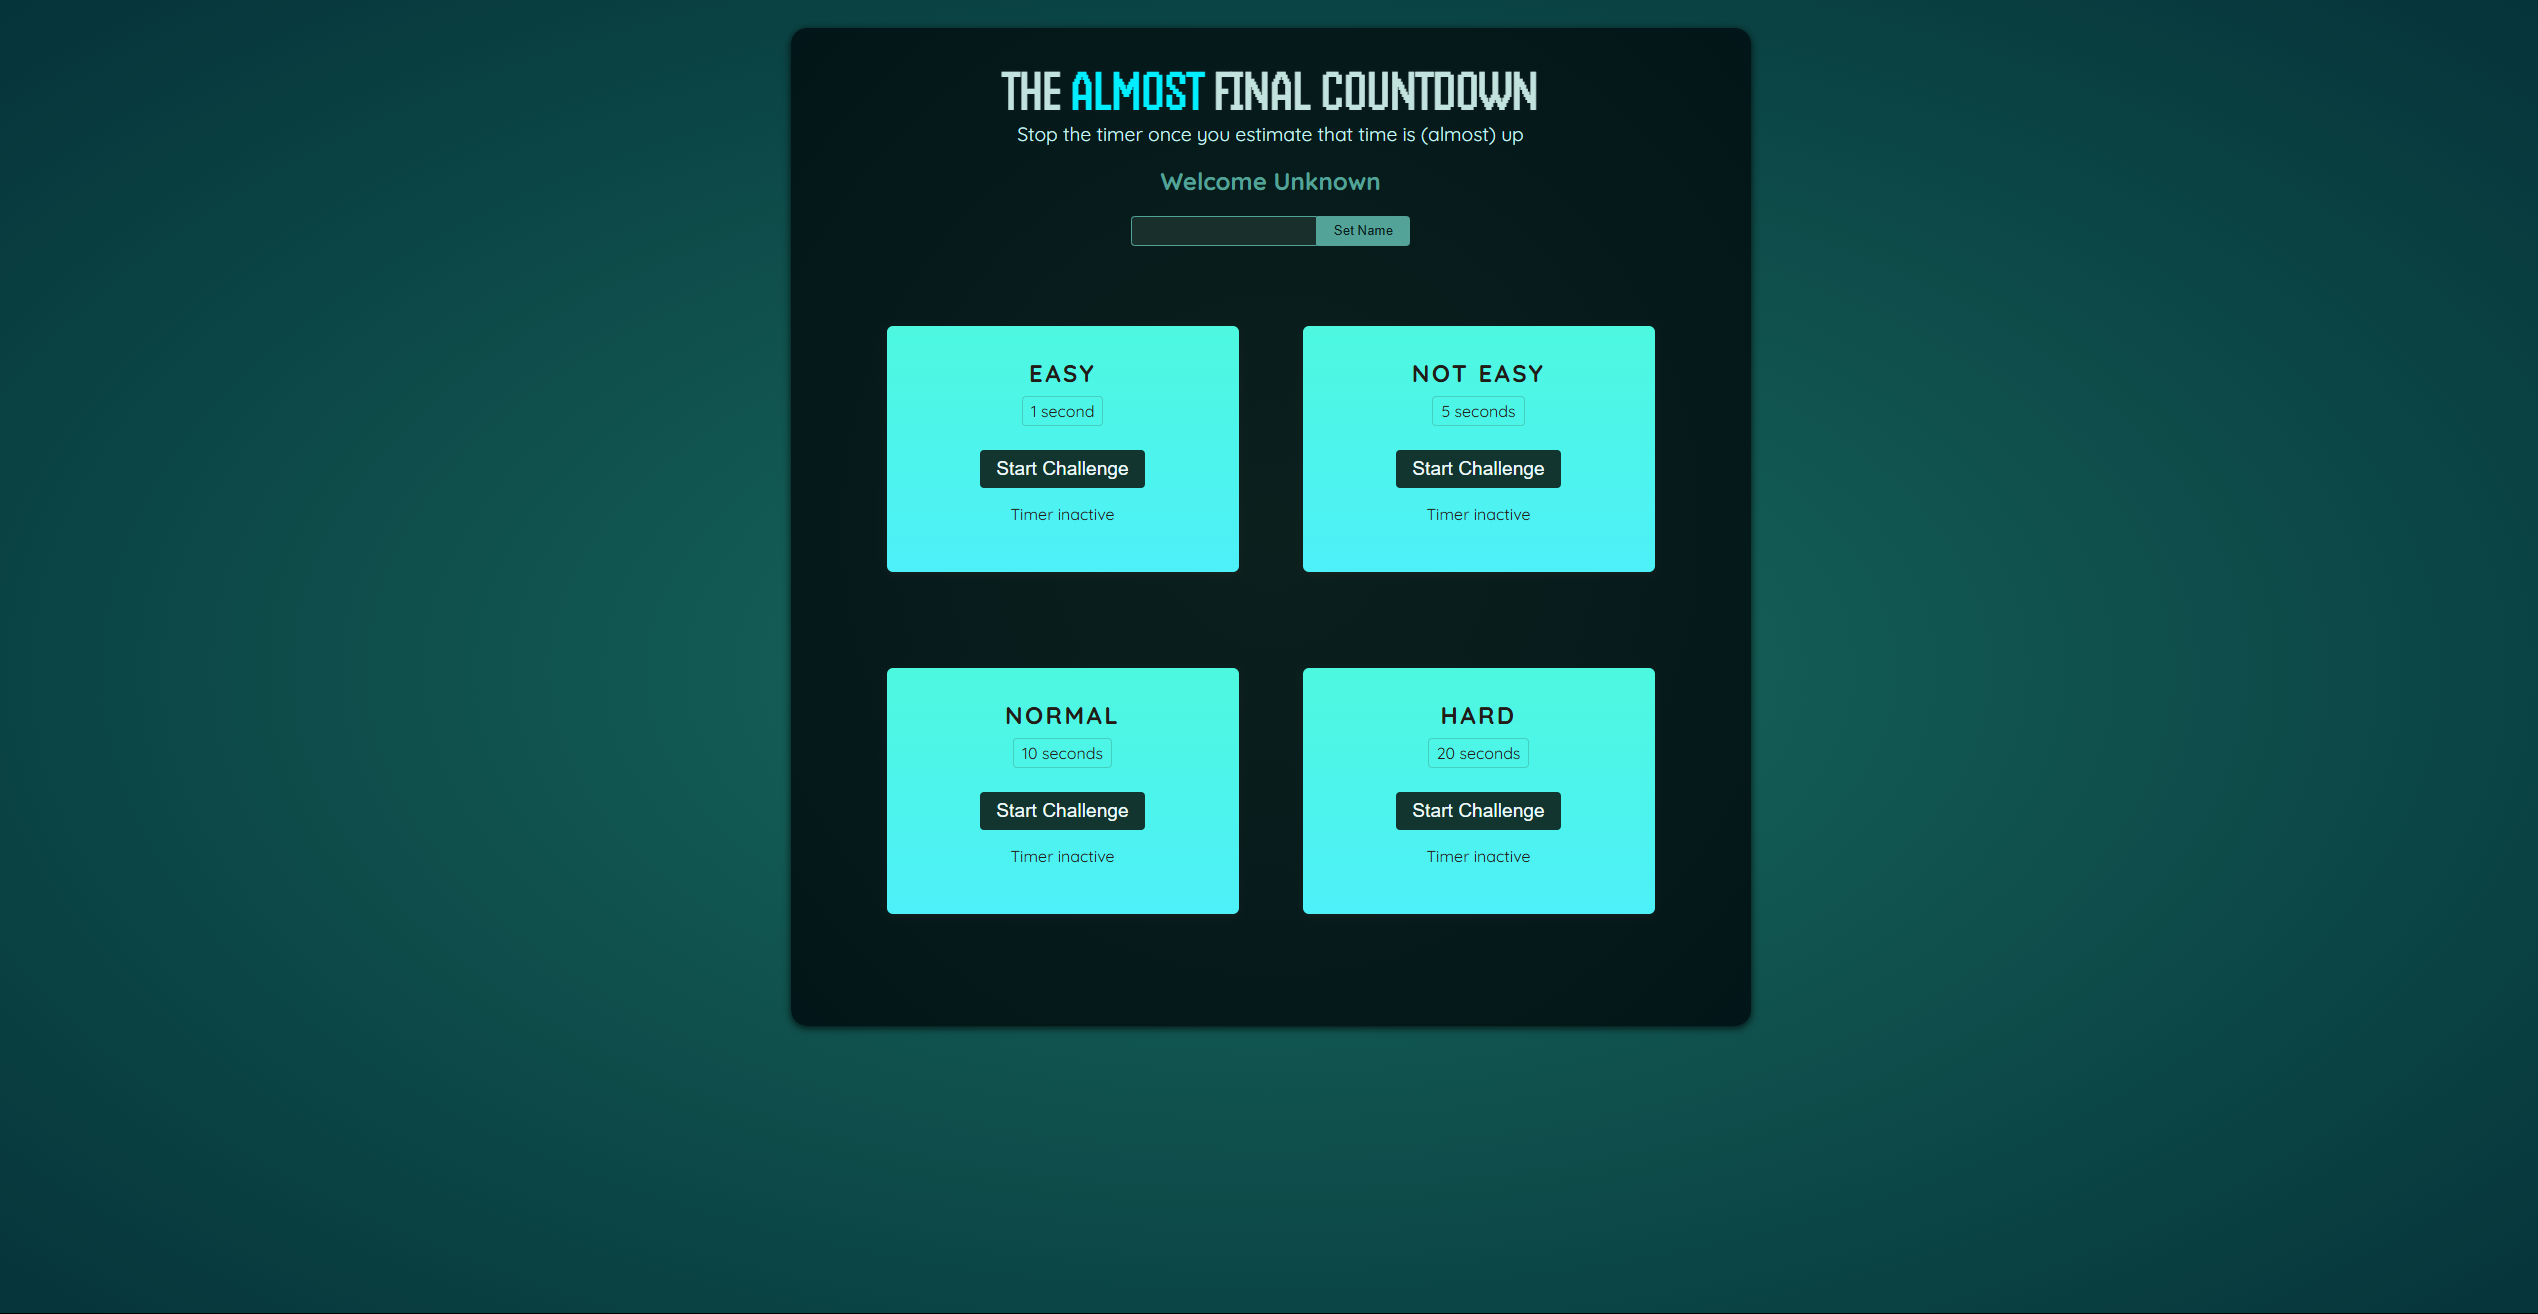 THE ALMOST FINAL COUNTDOWN
Stop the timer once you estimate that time is (almost) up
Welcome Unknown
Set Name
EASY
1 second
Start Challenge
Timer inactive
NOT EASY
5 seconds
Start Challenge
Timer inactive
NORMAL
10 seconds
Start Challenge
Timer inactive
HARD
20 seconds
Start Challenge
Timer inactive